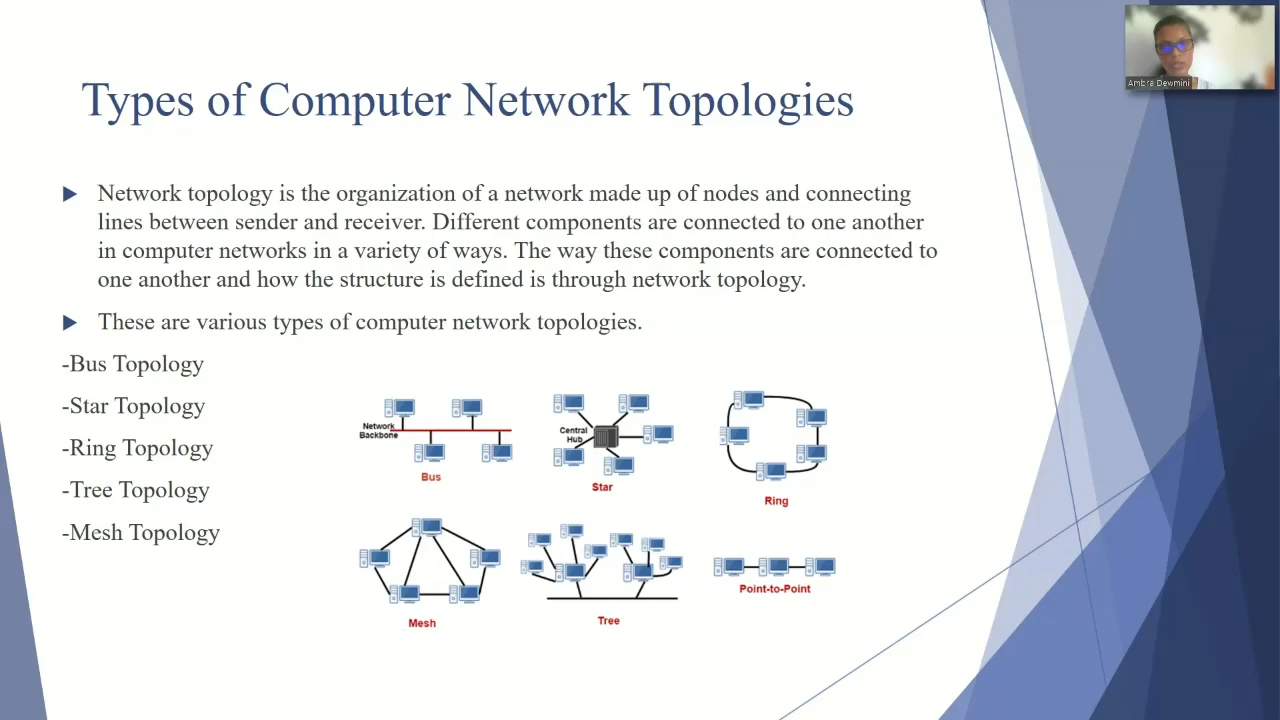 Types of Computer Network Topologies
Ambra Dewmini
Network topology is the organization of a network made up of nodes and connecting
lines between sender and receiver. Different components are connected to one another
in computer networks in a variety of ways. The way these components are connected to
one another and how the structure is defined is through network topology.
These are various types of computer network topologies.
-Bus Topology
-Star Topology
-Ring Topology
-Tree Topology
-Mesh Topology
Network
Backbone
Bus
Central
Hub
Star
Ring
Mesh
Tree
Point-to-Point